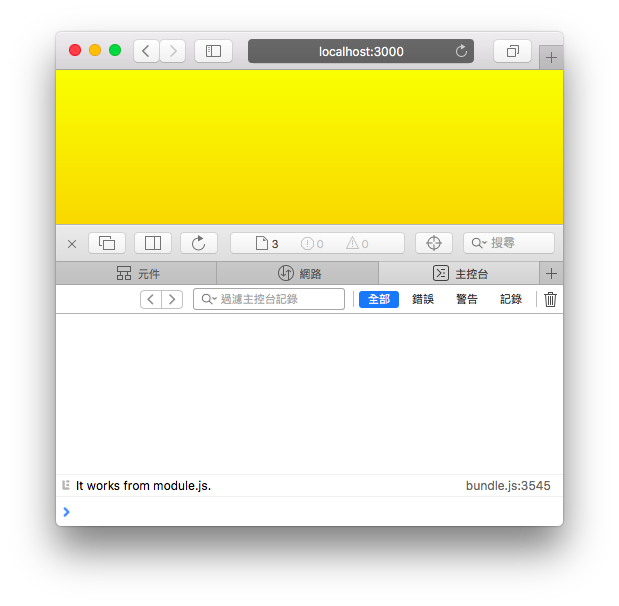 localhost:3000
3 0 0 搜尋
元件 網路 主控台
過濾主控台記錄 全部 錯誤 警告 記錄
It works from module.js. bundle.js:3545